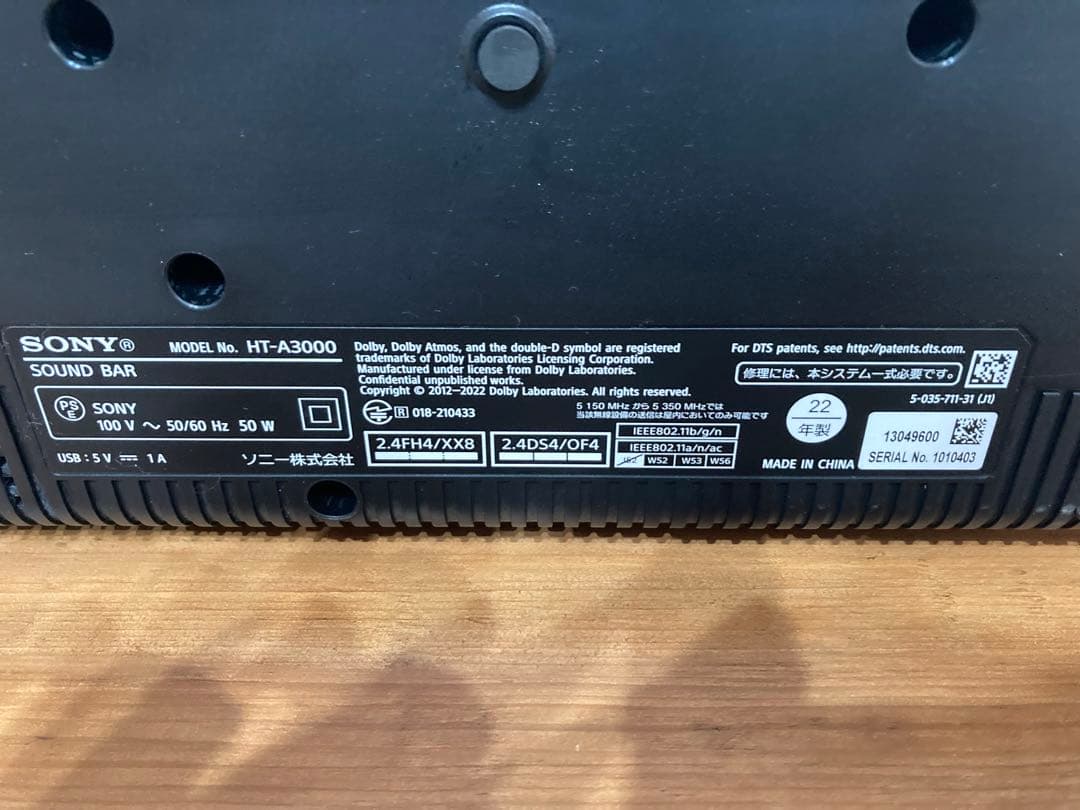 SONY® MODEL No. HT-A3000
SOUND BAR
PS
E
SONY
100 V ～ 50/60 Hz 50 W
USB : 5 V ⎓ 1 A
ソニー株式会社
Dolby, Dolby Atmos, and the double-D symbol are registered
trademarks of Dolby Laboratories Licensing Corporation.
Manufactured under license from Dolby Laboratories.
Confidential unpublished works.
Copyright © 2012-2022 Dolby Laboratories. All rights reserved.
R 018-210433
5 150 MHz から 5 350 MHzでは
当該無線設備の送信は屋内においてのみ可能です
2.4FH4/XX8
2.4DS4/OF4
IEEE802.11b/g/n
IEEE802.11a/n/ac
J52 W52 W53 W56
For DTS patents, see http://patents.dts.com.
修理には、本システム一式必要です。
5-035-711-31 (J1)
22
年製
MADE IN CHINA
13049600
SERIAL No. 1010403